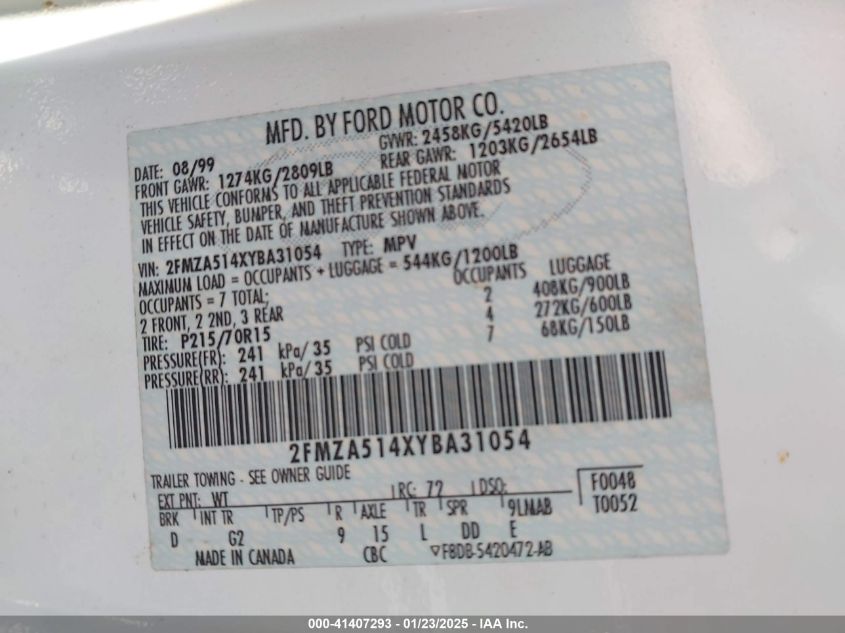 MFD. BY FORD MOTOR CO.
DATE: 08/99 GVWR: 2458KG/5420LB
FRONT GAWR: 1274KG/2809LB REAR GAWR: 1203KG/2654LB
THIS VEHICLE CONFORMS TO ALL APPLICABLE FEDERAL MOTOR
VEHICLE SAFETY, BUMPER, AND THEFT PREVENTION STANDARDS
IN EFFECT ON THE DATE OF MANUFACTURE SHOWN ABOVE.
VIN: 2FMZA514XYBA31054 TYPE: MPV
MAXIMUM LOAD = OCCUPANTS + LUGGAGE = 544KG/1200LB
OCCUPANTS = 7 TOTAL; OCCUPANTS LUGGAGE
2 FRONT, 2 2ND, 3 REAR 2 408KG/900LB
TIRE: P215/70R15 4 272KG/600LB
PRESSURE(FR): 241 kPa/ 35 PSI COLD 7 68KG/150LB
PRESSURE(RR): 241 kPa/ 35 PSI COLD
2FMZA514XYBA31054
TRAILER TOWING - SEE OWNER GUIDE
EXT PNT: WT RC: 72 DSO: F0048
BRK INT TR TP/PS R AXLE TR SPR 9LMAB T0052
D G2 9 15 L DD E
MADE IN CANADA CBC F8DB-5420472-AB
000-41407293 - 01/23/2025 - IAA Inc.